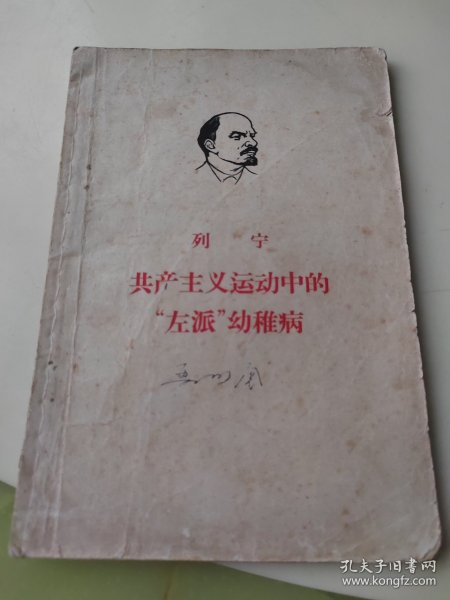 列 宁
共产主义运动中的
“左派”幼稚病
孔夫子旧书网
www.kongfz.com